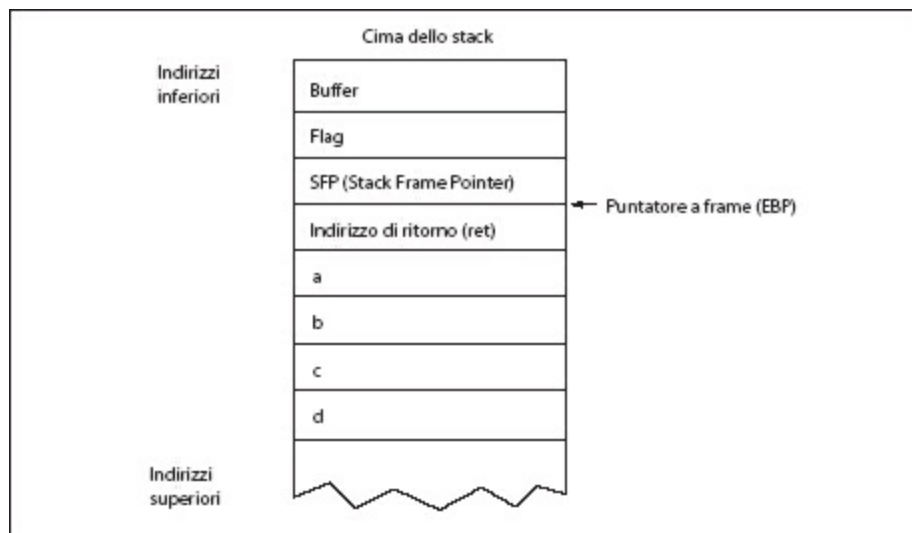 Cima dello stack
Indirizzi
inferiori
Buffer
Flag
SFP (Stack Frame Pointer)
Puntatore a frame (EBP)
Indirizzo di ritorno (ret)
a
b
c
d
Indirizzi
superiori